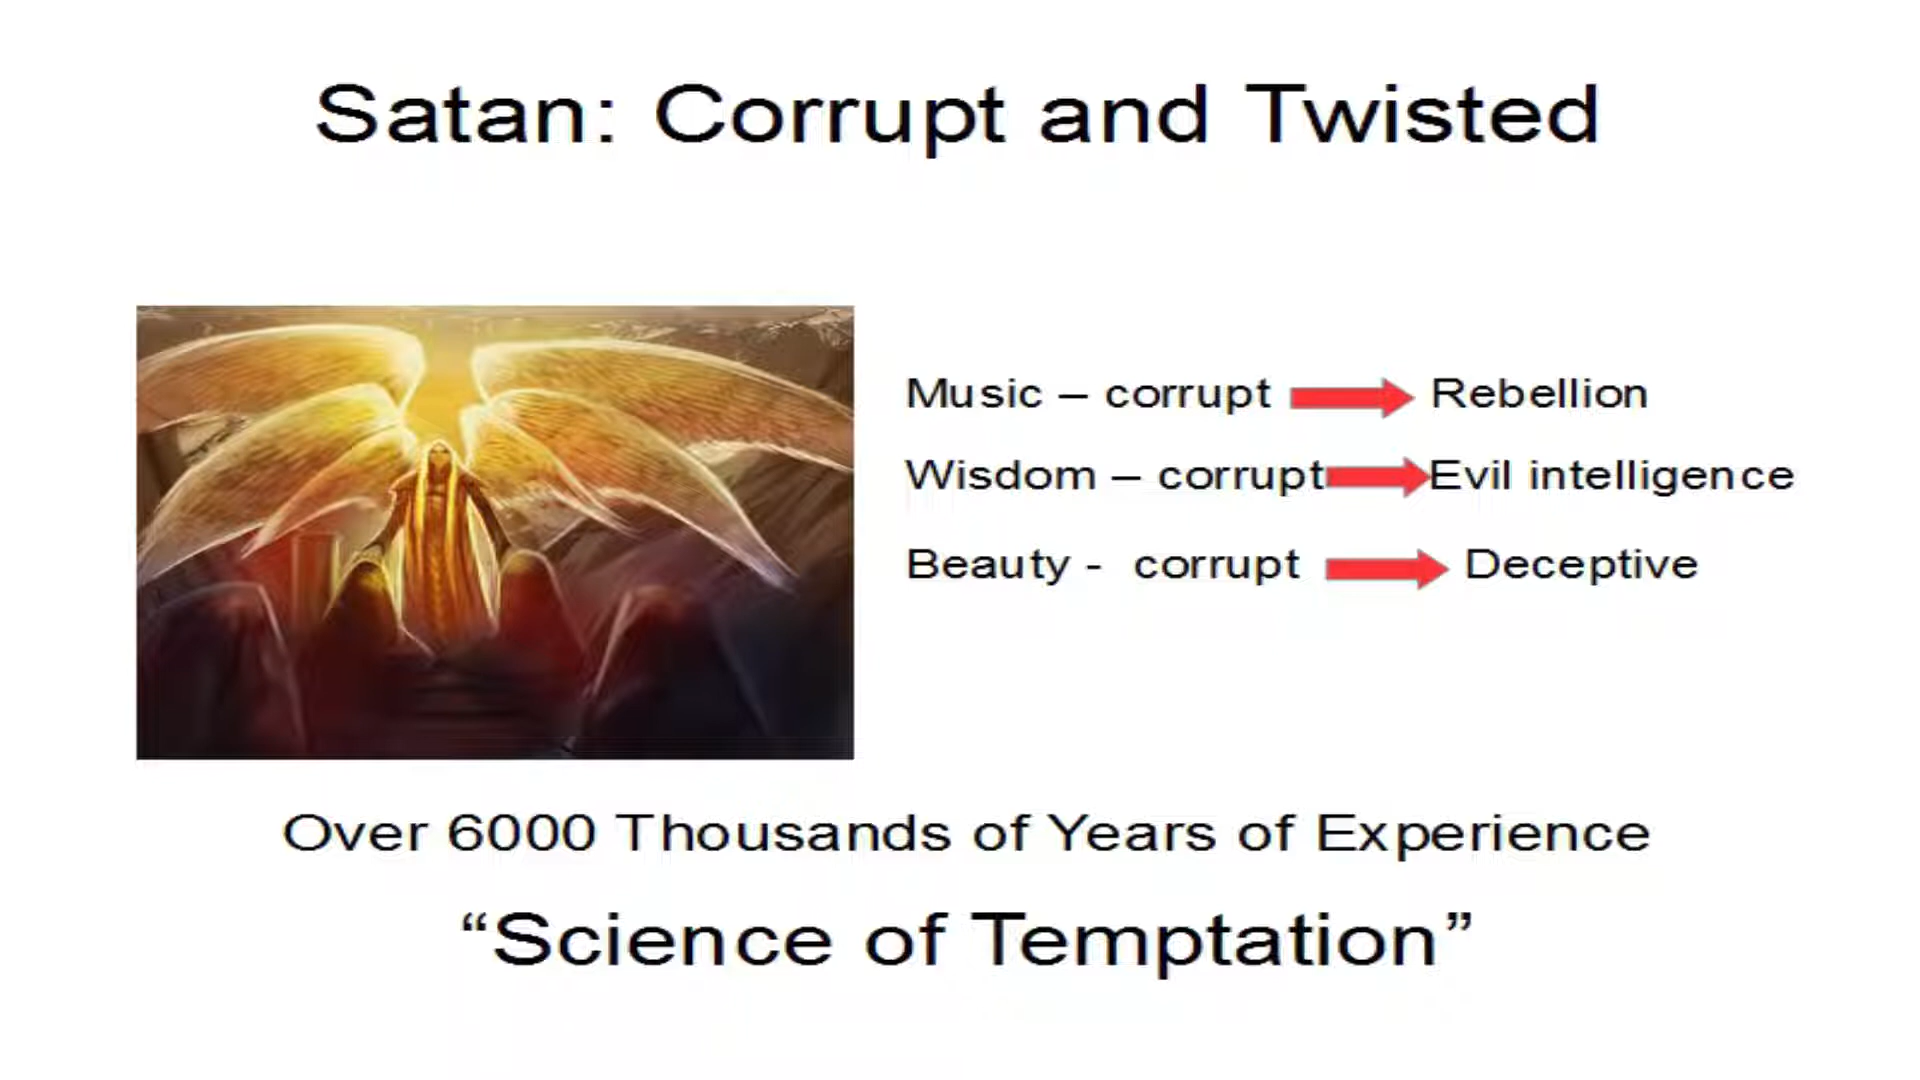 Satan: Corrupt and Twisted
Music – corrupt Rebellion
Wisdom – corrupt Evil intelligence
Beauty - corrupt Deceptive
Over 6000 Thousands of Years of Experience
“Science of Temptation”